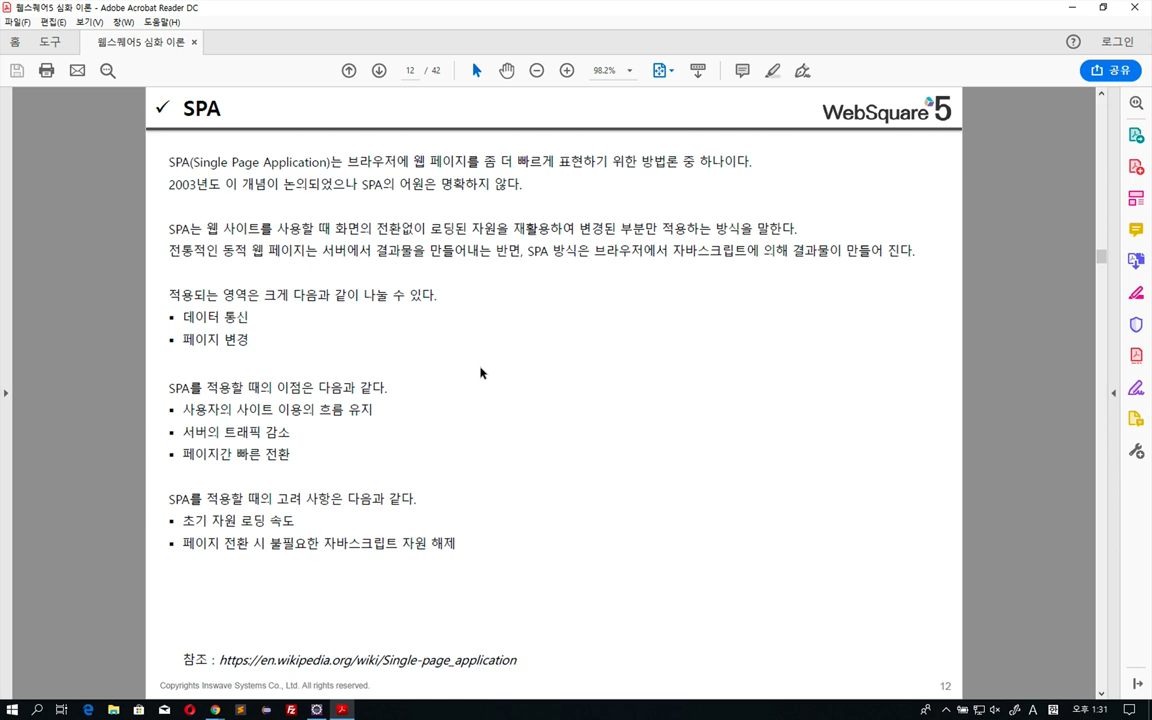 웹스퀘어5 심화 이론 - Adobe Acrobat Reader DC
파일(F) 편집(E) 보기(V) 창(W) 도움말(H)
홈 도구 웹스퀘어5 심화 이론 × 로그인
12 / 42 98.2% 공유
✓ SPA
WebSquare 5
SPA(Single Page Application)는 브라우저에 웹 페이지를 좀 더 빠르게 표현하기 위한 방법론 중 하나이다.
2003년도 이 개념이 논의되었으나 SPA의 어원은 명확하지 않다.
SPA는 웹 사이트를 사용할 때 화면의 전환없이 로딩된 자원을 재활용하여 변경된 부분만 적용하는 방식을 말한다.
전통적인 동적 웹 페이지는 서버에서 결과물을 만들어내는 반면, SPA 방식은 브라우저에서 자바스크립트에 의해 결과물이 만들어 진다.
적용되는 영역은 크게 다음과 같이 나눌 수 있다.
▪ 데이터 통신
▪ 페이지 변경
SPA를 적용할 때의 이점은 다음과 같다.
▪ 사용자의 사이트 이용의 흐름 유지
▪ 서버의 트래픽 감소
▪ 페이지간 빠른 전환
SPA를 적용할 때의 고려 사항은 다음과 같다.
▪ 초기 자원 로딩 속도
▪ 페이지 전환 시 불필요한 자바스크립트 자원 해제
참조 : https://en.wikipedia.org/wiki/Single-page_application
Copyrights Inswave Systems Co., Ltd. All rights reserved. 12
A 한 오후 1:31